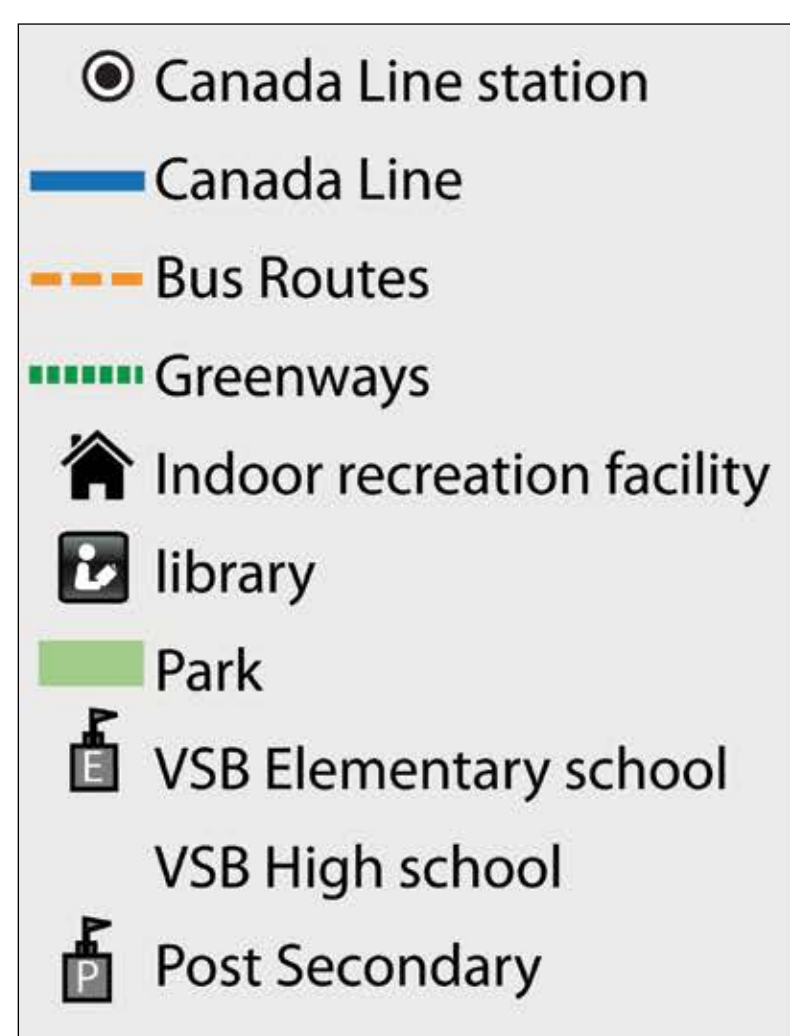 Canada Line station
Canada Line
Bus Routes
Greenways
Indoor recreation facility
library
Park
E VSB Elementary school
VSB High school
P Post Secondary